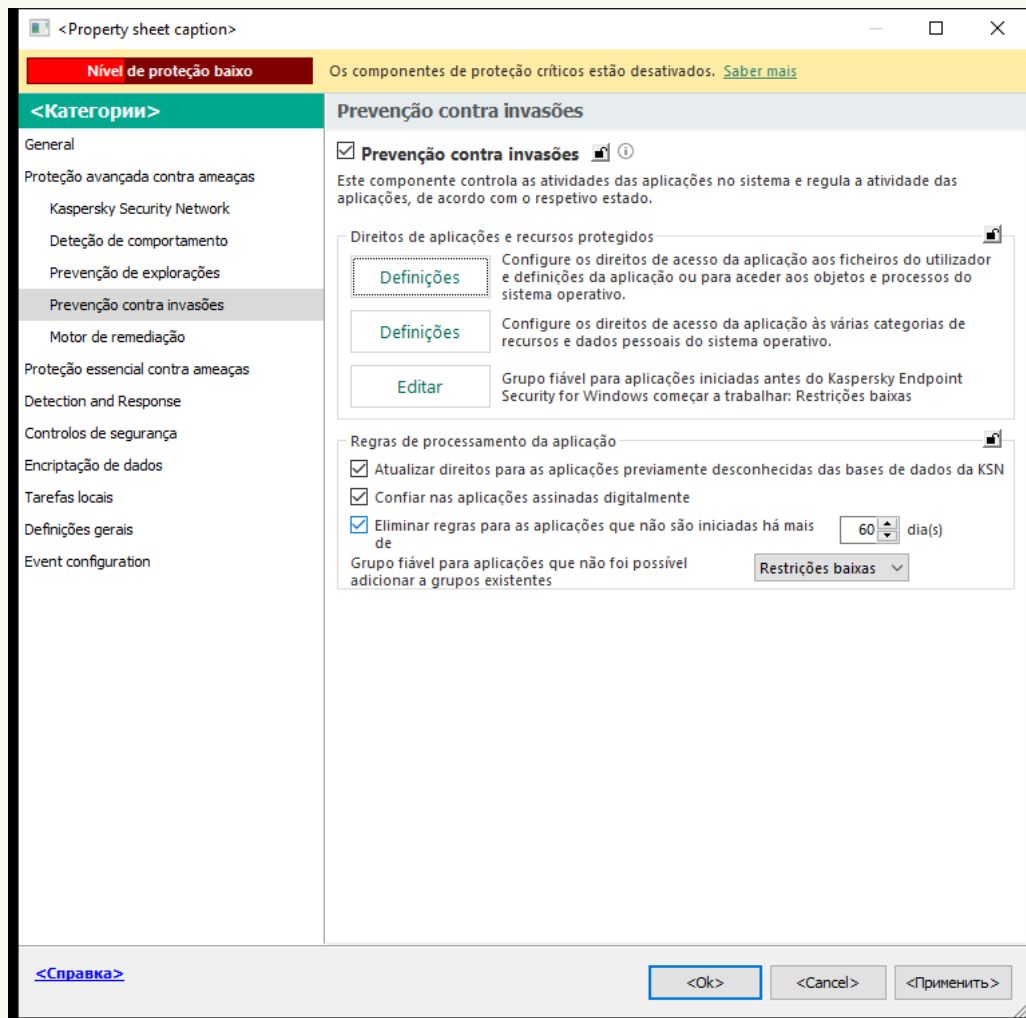 <Property sheet caption>
Nível de proteção baixo
Os componentes de proteção críticos estão desativados. Saber mais
<Категории>
General
Proteção avançada contra ameaças
Kaspersky Security Network
Deteção de comportamento
Prevenção de explorações
Prevenção contra invasões
Motor de remediação
Proteção essencial contra ameaças
Detection and Response
Controlos de segurança
Encriptação de dados
Tarefas locais
Definições gerais
Event configuration
Prevenção contra invasões
Prevenção contra invasões
Este componente controla as atividades das aplicações no sistema e regula a atividade das
aplicações, de acordo com o respetivo estado.
Direitos de aplicações e recursos protegidos
Definições
Configure os direitos de acesso da aplicação aos ficheiros do utilizador
e definições da aplicação ou para aceder aos objetos e processos do
sistema operativo.
Definições
Configure os direitos de acesso da aplicação às várias categorias de
recursos e dados pessoais do sistema operativo.
Editar
Grupo fiável para aplicações iniciadas antes do Kaspersky Endpoint
Security for Windows começar a trabalhar: Restrições baixas
Regras de processamento da aplicação
Atualizar direitos para as aplicações previamente desconhecidas das bases de dados da KSN
Confiar nas aplicações assinadas digitalmente
Eliminar regras para as aplicações que não são iniciadas há mais
de
60 dia(s)
Grupo fiável para aplicações que não foi possível
adicionar a grupos existentes
Restrições baixas
<Справка>
<Ok>
<Cancel>
<Применить>